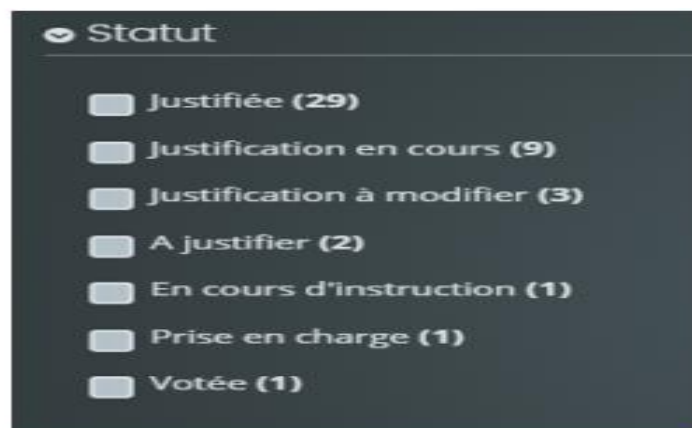 Statut
Justifiée (29)
Justification en cours (9)
Justification à modifier (3)
A justifier (2)
En cours d'instruction (1)
Prise en charge (1)
Votée (1)